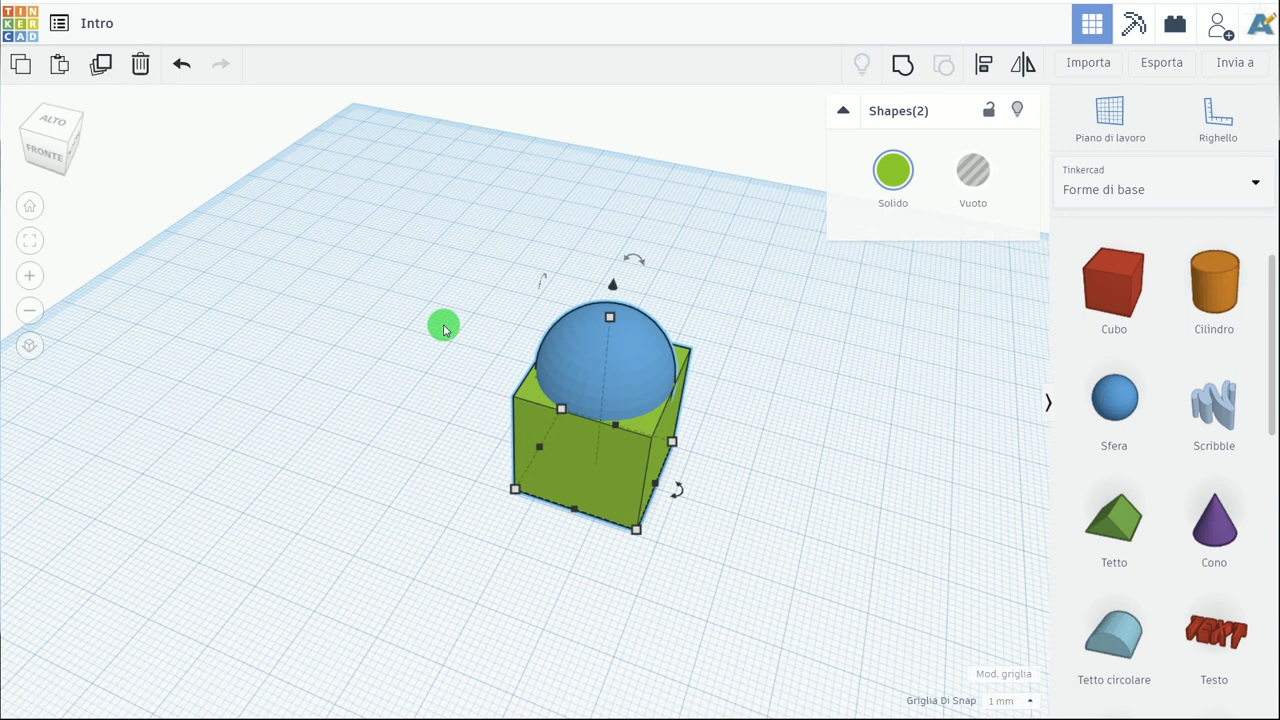 TIN
KER
CAD
Intro
Importa
Esporta
Invia a
ALTO
FRONTE
Shapes(2)
Solido
Vuoto
Piano di lavoro
Righello
Tinkercad
Forme di base
Cubo
Cilindro
Sfera
Scribble
Tetto
Cono
TEXT
Tetto circolare
Testo
Mod. griglia
Griglia Di Snap
1 mm